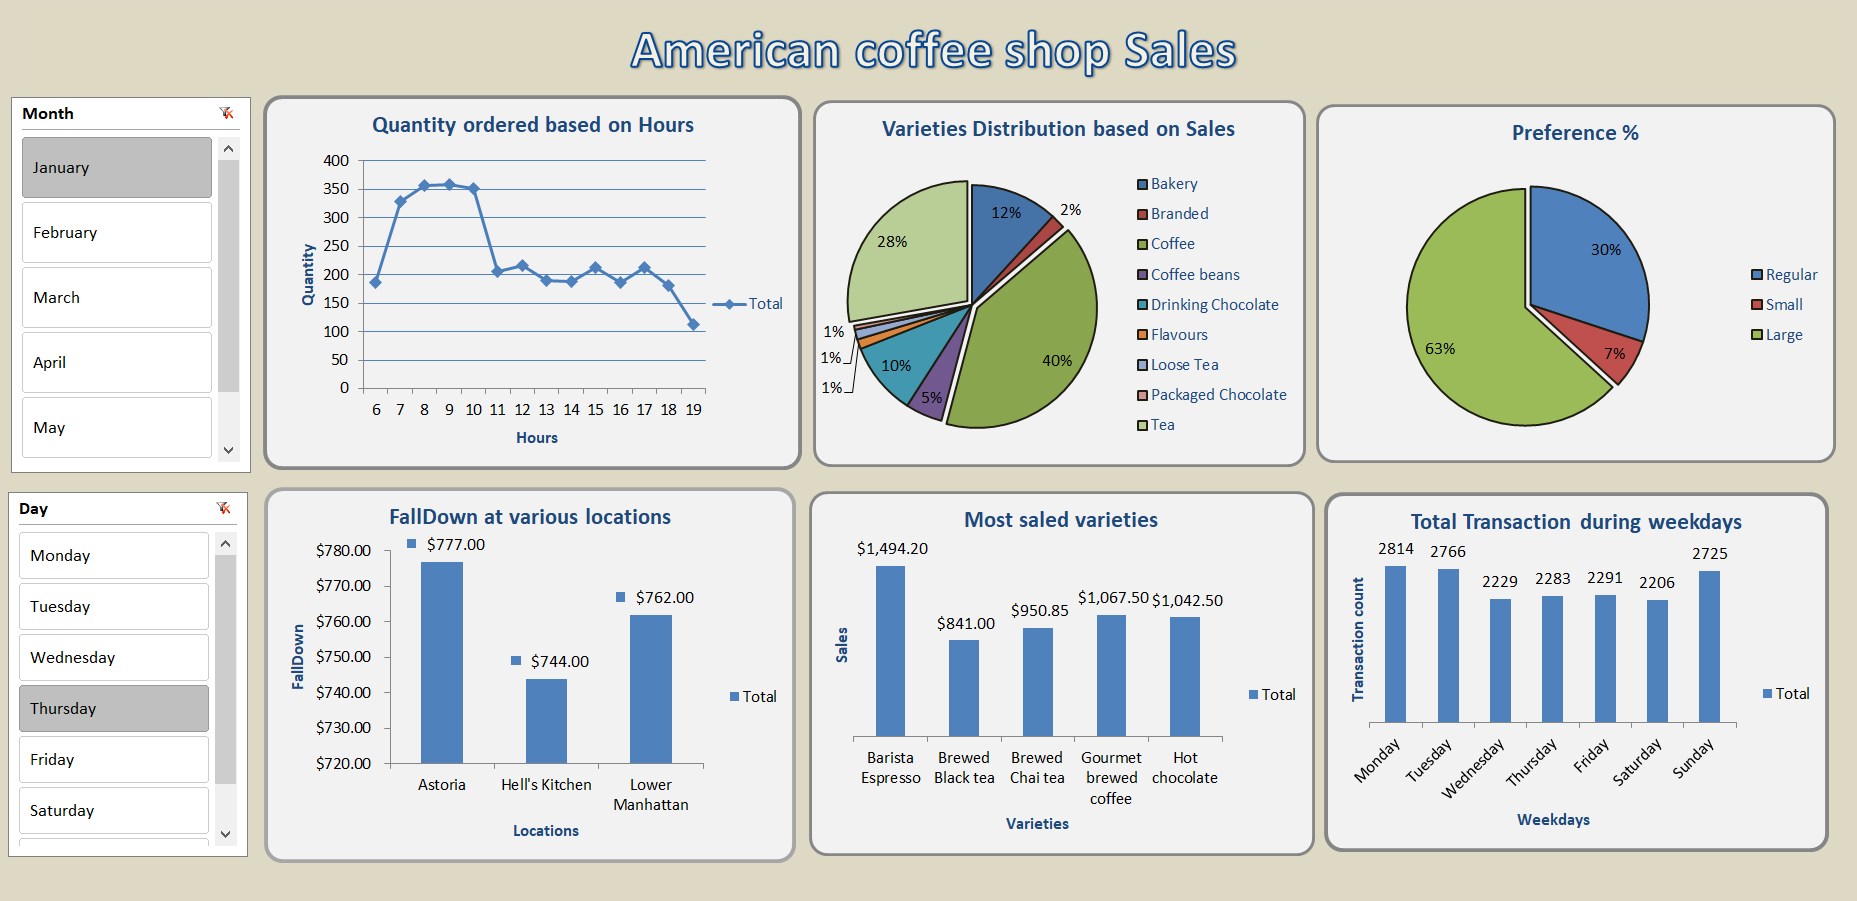 American coffee shop Sales
Month
January
February
March
April
May
Day
Monday
Tuesday
Wednesday
Thursday
Friday
Saturday
Quantity ordered based on Hours
400
350
300
250
200
150
100
50
0
Quantity
6 7 8 9 10 11 12 13 14 15 16 17 18 19
Hours
Total
Varieties Distribution based on Sales
12%
2%
40%
5%
10%
1%
1%
1%
28%
Bakery
Branded
Coffee
Coffee beans
Drinking Chocolate
Flavours
Loose Tea
Packaged Chocolate
Tea
Preference %
30%
7%
63%
Regular
Small
Large
FallDown at various locations
$780.00
$770.00
$760.00
$750.00
$740.00
$730.00
$720.00
FallDown
$777.00
$744.00
$762.00
Astoria
Hell's Kitchen
Lower
Manhattan
Locations
Total
Most saled varieties
Sales
$1,494.20
$841.00
$950.85
$1,067.50
$1,042.50
Barista
Espresso
Brewed
Black tea
Brewed
Chai tea
Gourmet
brewed
coffee
Hot
chocolate
Varieties
Total
Total Transaction during weekdays
Transaction count
2814
2766
2229
2283
2291
2206
2725
Monday
Tuesday
Wednesday
Thursday
Friday
Saturday
Sunday
Weekdays
Total